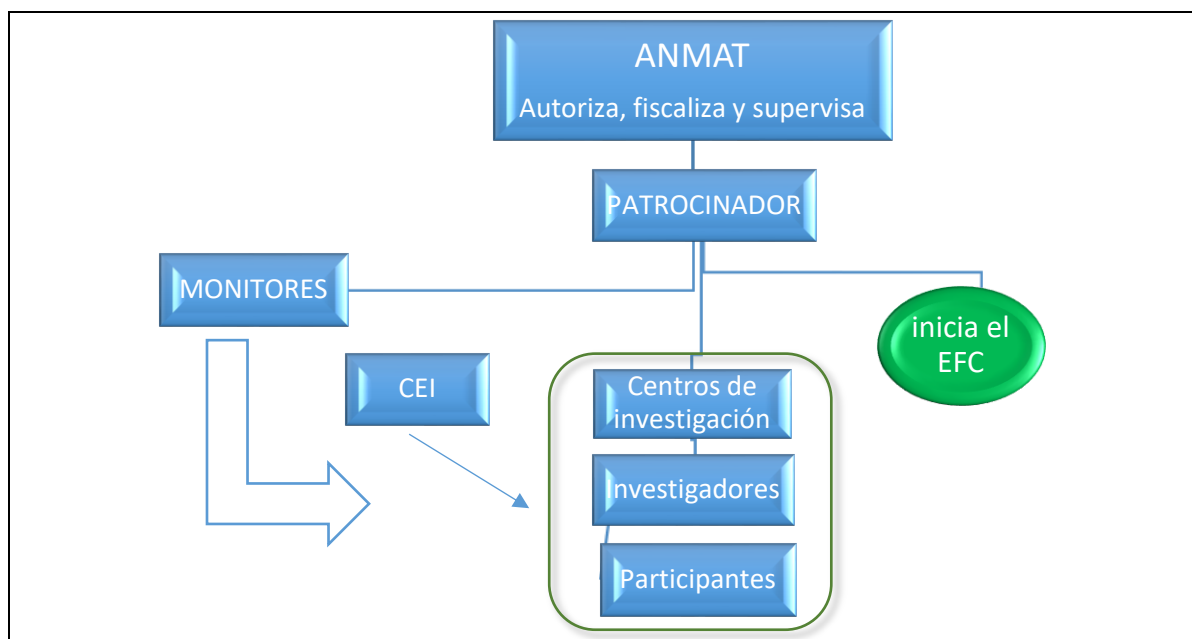 ANMAT
Autoriza, fiscaliza y supervisa
PATROCINADOR
MONITORES
inicia el
EFC
CEI
Centros de
investigación
Investigadores
Participantes